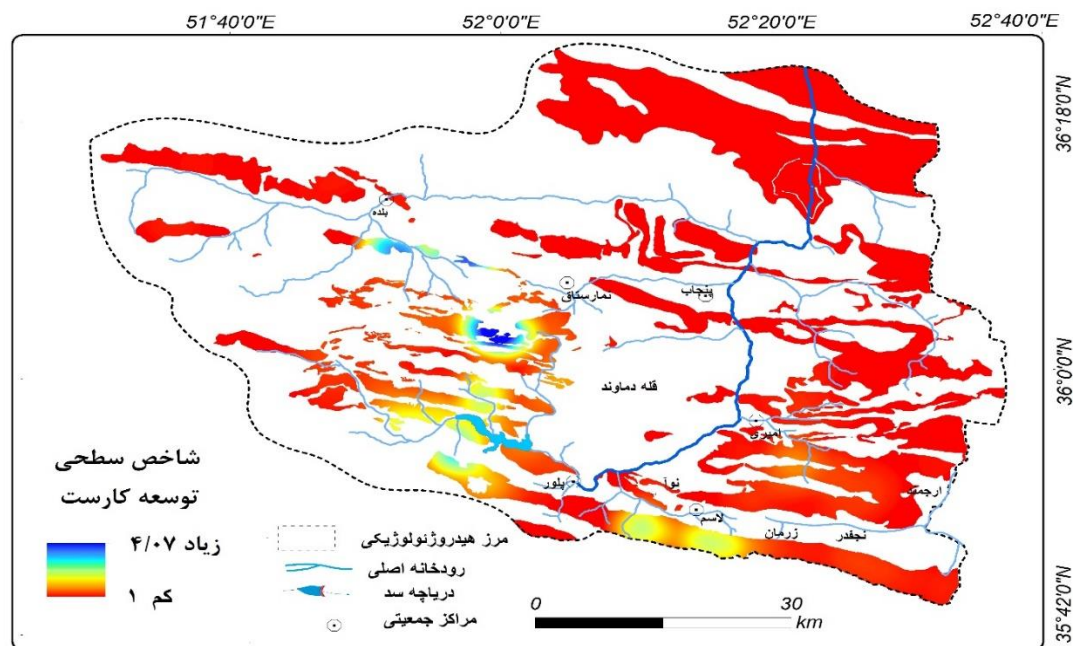 51°40'0"E
52°0'0"E
52°20'0"E
52°40'0"E
36°18'0"N
36°0'0"N
35°42'0"N
بلده
نمارستاق
پنجاب
قله دماوند
امیری
پلور
نوآ
لاسم
زرمان
نجفدر
ارجمند
شاخص سطحی
توسعه کارست
زیاد ۴/۰۷
کم ۱
مرز هیدروژئولوژیکی
رودخانه اصلی
دریاچه سد
مراکز جمعیتی
0 30
km